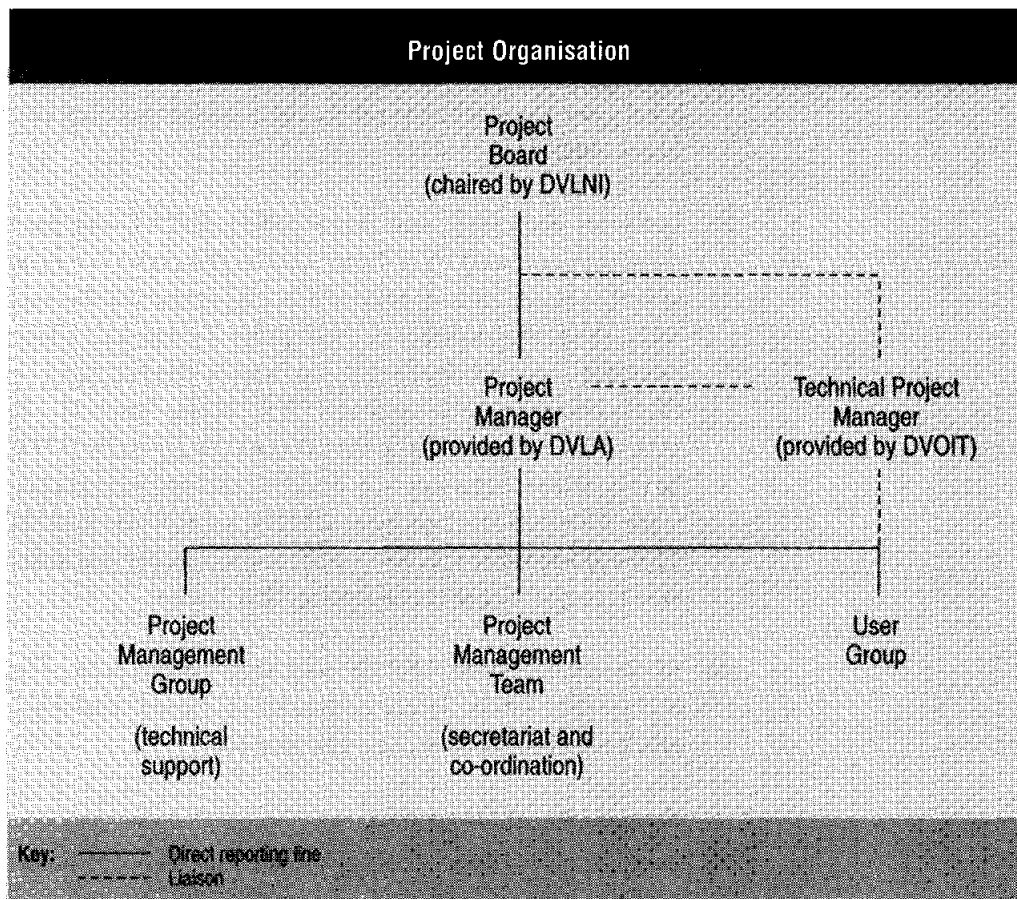 Project Organisation
Project
Board
(chaired by DVLNI)
Project
Manager
(provided by DVLA)
Technical Project
Manager
(provided by DVOIT)
Project
Management
Group
(technical
support)
Project
Management
Team
(secretariat and
co-ordination)
User
Group
Key:
Direct reporting line
Liaison